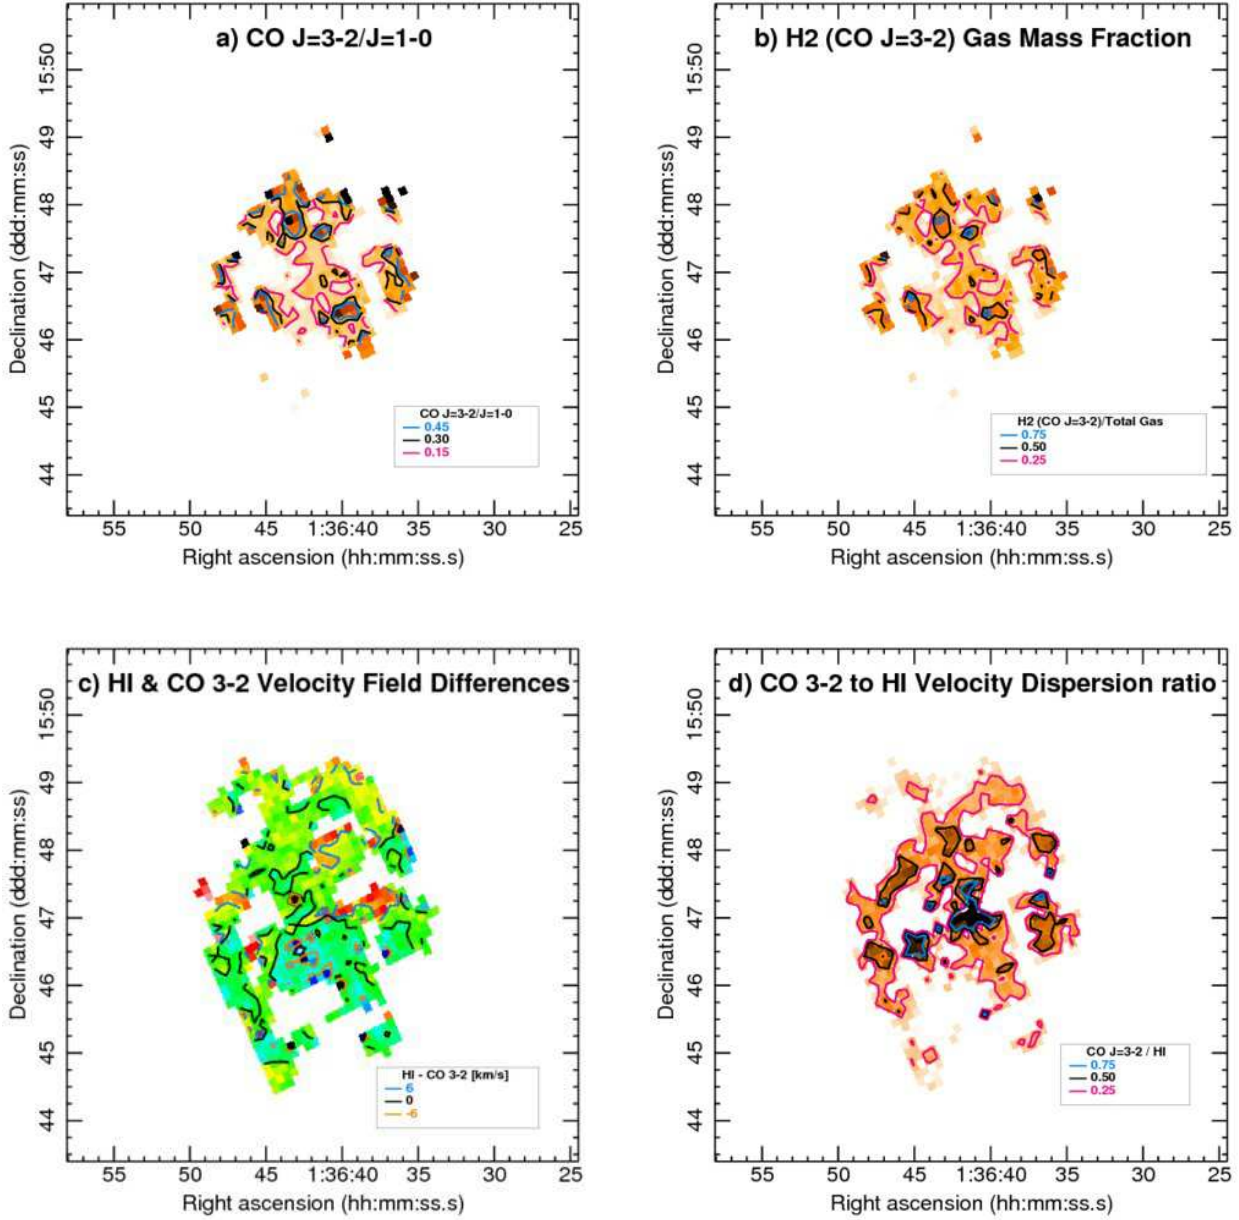 a) CO J=3-2/J=1-0
Declination (ddd:mm:ss)
15:50
49
48
47
46
45
44
CO J=3-2/J=1-0
0.45
0.30
0.15
55 50 45 1:36:40 35 30 25
Right ascension (hh:mm:ss.s)
b) H2 (CO J=3-2) Gas Mass Fraction
Declination (ddd:mm:ss)
15:50
49
48
47
46
45
44
H2 (CO J=3-2)/Total Gas
0.75
0.50
0.25
55 50 45 1:36:40 35 30 25
Right ascension (hh:mm:ss.s)
c) HI & CO 3-2 Velocity Field Differences
Declination (ddd:mm:ss)
15:50
49
48
47
46
45
44
HI - CO 3-2 [km/s]
6
0
-6
55 50 45 1:36:40 35 30 25
Right ascension (hh:mm:ss.s)
d) CO 3-2 to HI Velocity Dispersion ratio
Declination (ddd:mm:ss)
15:50
49
48
47
46
45
44
CO J=3-2 / HI
0.75
0.50
0.25
55 50 45 1:36:40 35 30 25
Right ascension (hh:mm:ss.s)